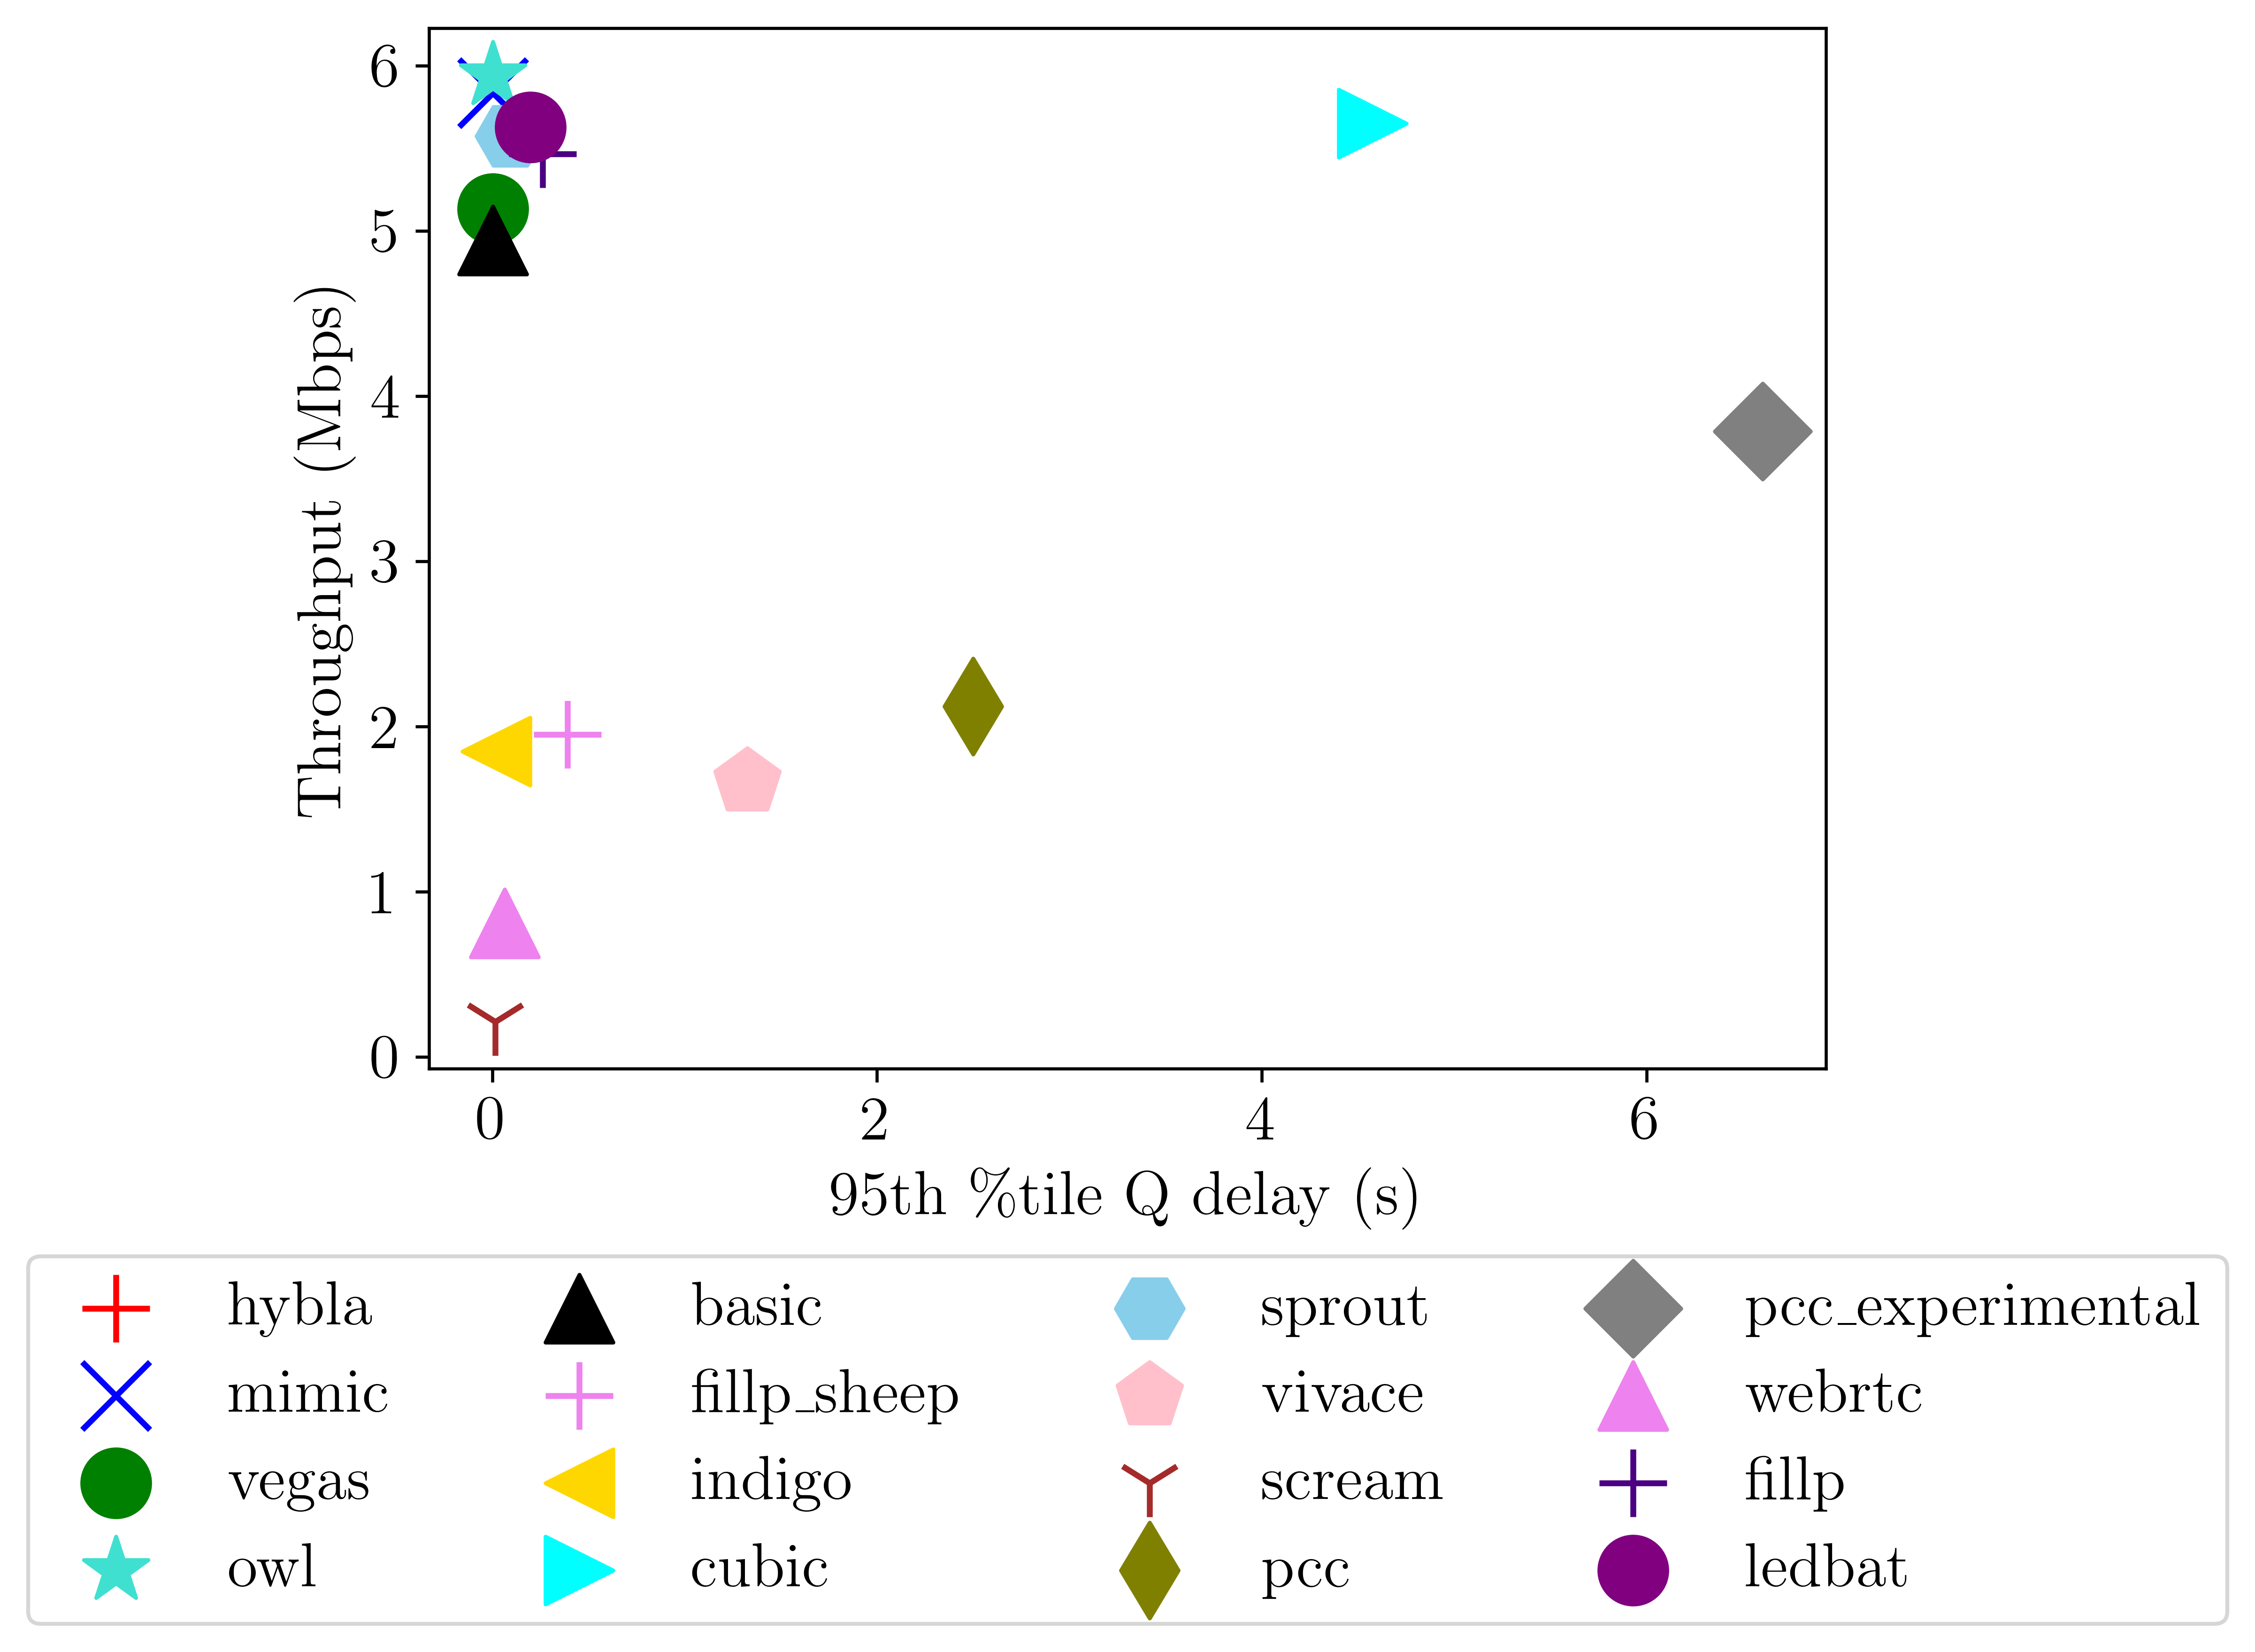 Throughput (Mbps)
6
5
4
3
2
1
0
0 2 4 6
95th %tile Q delay (s)
hybla basic sprout pcc_experimental
mimic fillp_sheep vivace webrtc
vegas indigo scream fillp
owl cubic pcc ledbat